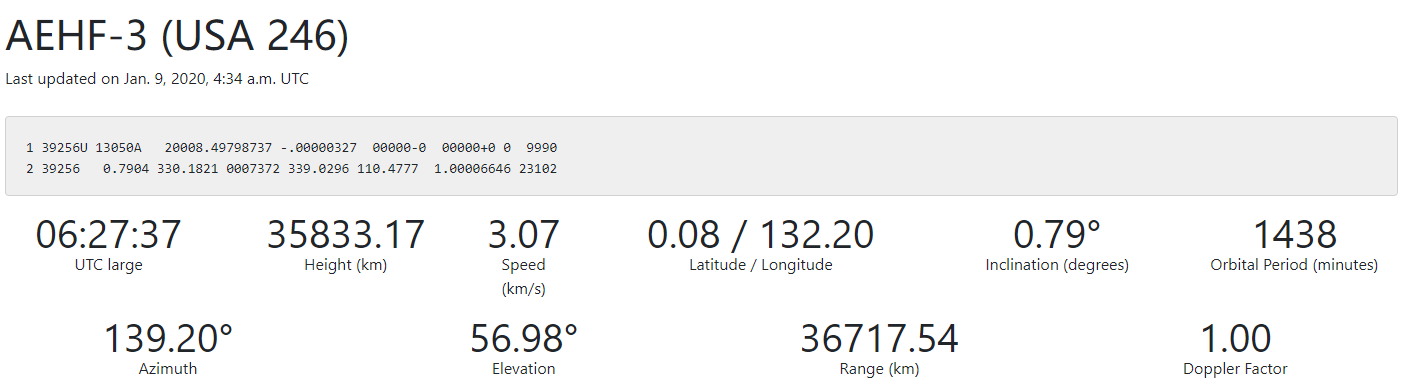 AEHF-3 (USA 246)
Last updated on Jan. 9, 2020, 4:34 a.m. UTC
1 39256U 13050A   20008.49798737 -.00000327  00000-0  00000+0 0  9990
2 39256   0.7904 330.1821 0007372 339.0296 110.4777  1.00006646 23102
06:27:37
UTC large
35833.17
Height (km)
3.07
Speed
(km/s)
0.08 / 132.20
Latitude / Longitude
0.79°
Inclination (degrees)
1438
Orbital Period (minutes)
139.20°
Azimuth
56.98°
Elevation
36717.54
Range (km)
1.00
Doppler Factor